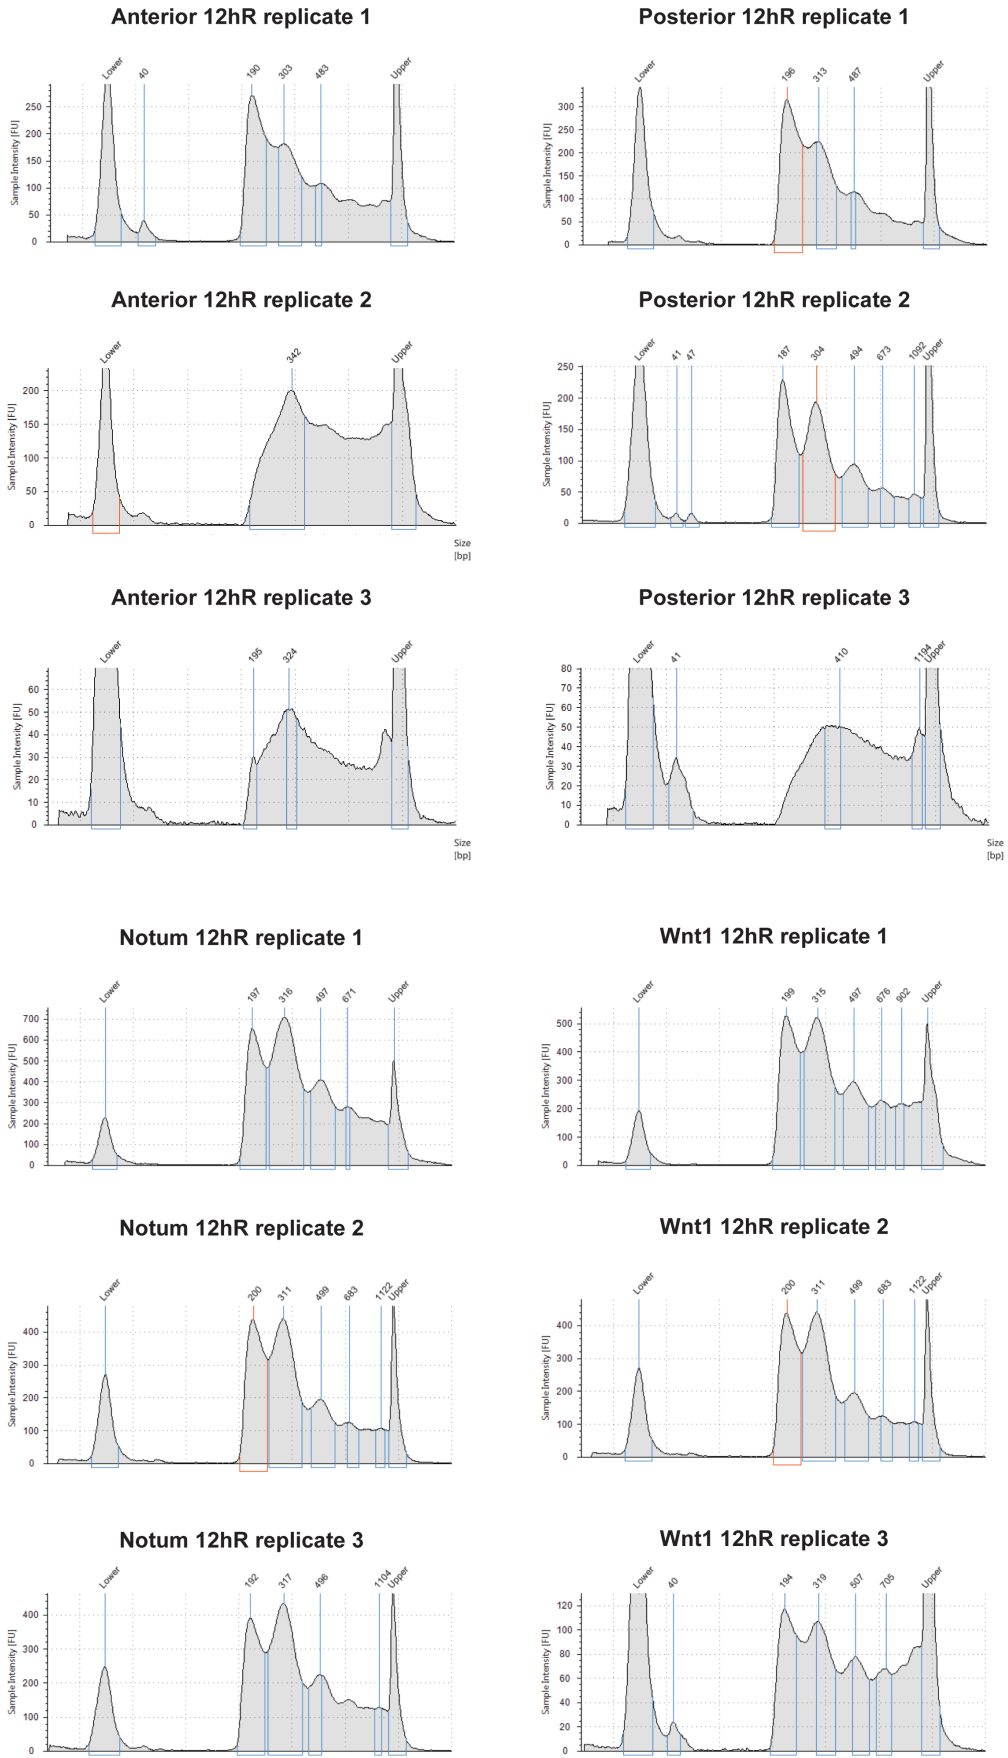 Anterior 12hR replicate 1
Lower 40 190 303 483 Upper
Sample Intensity [FU]
250
200
150
100
50
0
Posterior 12hR replicate 1
Lower 196 313 487 Upper
Sample Intensity [FU]
300
250
200
150
100
50
0
Anterior 12hR replicate 2
Lower 342 Upper
Sample Intensity [FU]
200
150
100
50
0
Size
[bp]
Posterior 12hR replicate 2
Lower 41 47 187 304 494 673 1092 Upper
Sample Intensity [FU]
250
200
150
100
50
0
Anterior 12hR replicate 3
Lower 195 324 Upper
Sample Intensity [FU]
60
50
40
30
20
10
0
Size
[bp]
Posterior 12hR replicate 3
Lower 41 410 1194 Upper
Sample Intensity [FU]
80
70
60
50
40
30
20
10
0
Size
[bp]
Notum 12hR replicate 1
Lower 197 316 497 671 Upper
Sample Intensity [FU]
700
600
500
400
300
200
100
0
Wnt1 12hR replicate 1
Lower 199 315 497 676 902 Upper
Sample Intensity [FU]
500
400
300
200
100
0
Notum 12hR replicate 2
Lower 200 311 499 683 1122 Upper
Sample Intensity [FU]
400
300
200
100
0
Wnt1 12hR replicate 2
Lower 200 311 499 683 1122 Upper
Sample Intensity [FU]
400
300
200
100
0
Notum 12hR replicate 3
Lower 192 317 496 1104 Upper
Sample Intensity [FU]
400
300
200
100
0
Wnt1 12hR replicate 3
Lower 40 194 319 507 705 Upper
Sample Intensity [FU]
120
100
80
60
40
20
0